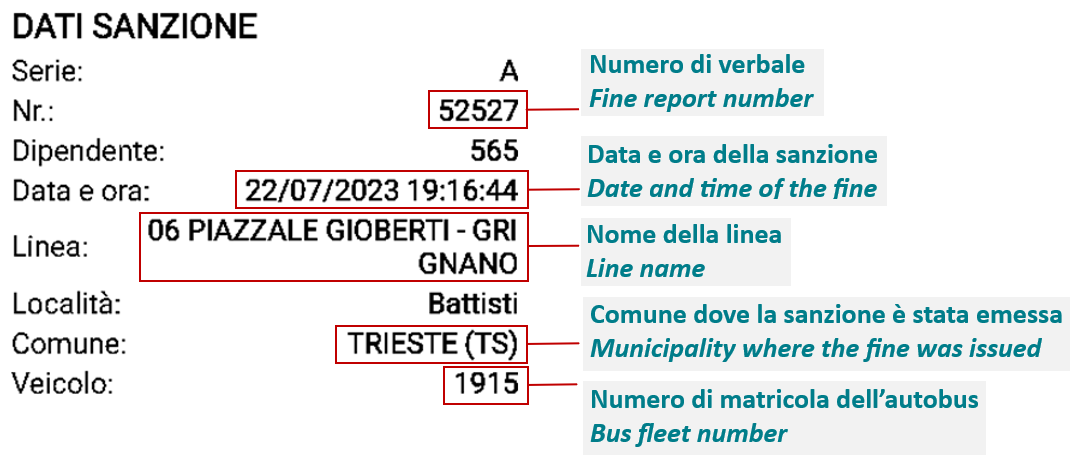 DATI SANZIONE
Serie: A
Numero di verbale
Fine report number
Nr.: 52527
Dipendente: 565
Data e ora della sanzione
Date and time of the fine
Data e ora: 22/07/2023 19:16:44
Linea: 06 PIAZZALE GIOBERTI - GRI
GNANO
Nome della linea
Line name
Località: Battisti
Comune dove la sanzione è stata emessa
Municipality where the fine was issued
Comune: TRIESTE (TS)
Veicolo: 1915
Numero di matricola dell'autobus
Bus fleet number